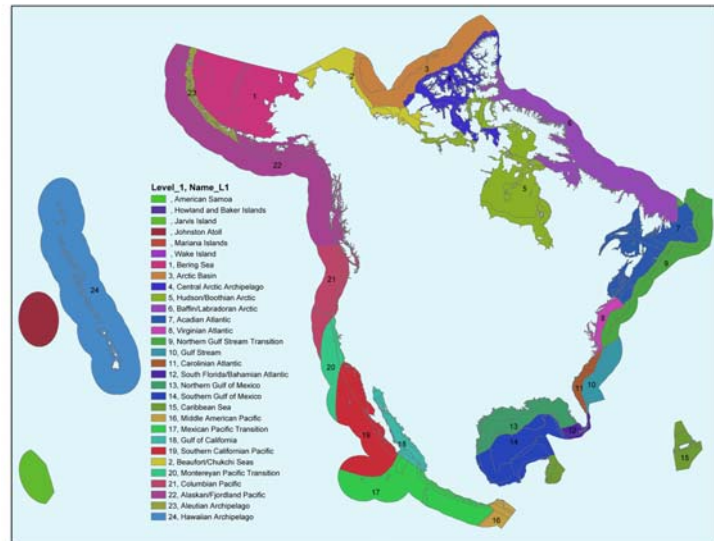 Level_1, Name_L1
, American Samoa
, Howland and Baker Islands
, Jarvis Island
, Johnston Atoll
, Mariana Islands
, Wake Island
1, Bering Sea
3, Arctic Basin
4, Central Arctic Archipelago
5, Hudson/Boothian Arctic
6, Baffin/Labradoran Arctic
7, Acadian Atlantic
8, Virginian Atlantic
9, Northern Gulf Stream Transition
10, Gulf Stream
11, Carolinian Atlantic
12, South Florida/Bahamian Atlantic
13, Northern Gulf of Mexico
14, Southern Gulf of Mexico
15, Caribbean Sea
16, Middle American Pacific
17, Mexican Pacific Transition
18, Gulf of California
19, Southern Californian Pacific
2, Beaufort/Chukchi Seas
20, Montereyan Pacific Transition
21, Columbian Pacific
22, Alaskan/Fjordland Pacific
23, Aleutian Archipelago
24, Hawaiian Archipelago
3
2
23
1
6
22
5
7
9
24
21
8
20
11
10
19
13
12
18
14
15
17
16